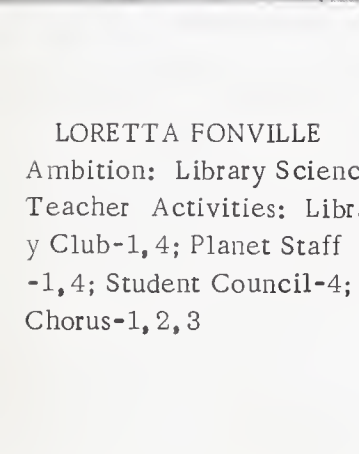 LORETTA FONVILLE
Ambition: Library Scienc
Teacher Activities: Libr
y Club-1, 4; Planet Staff
-1, 4; Student Council-4;
Chorus-1, 2, 3